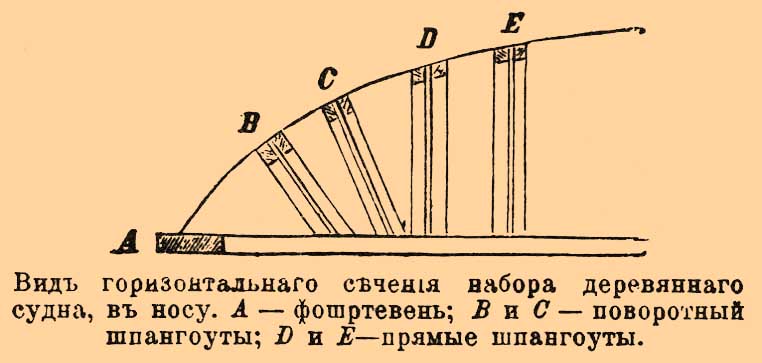 E
D
C
B
A
Видъ горизонтальнаго сѣченія набора деревяннаго
судна, въ носу. A — фоштевень; B и C — поворотный
шпангоуты; D и E—прямые шпангоуты.